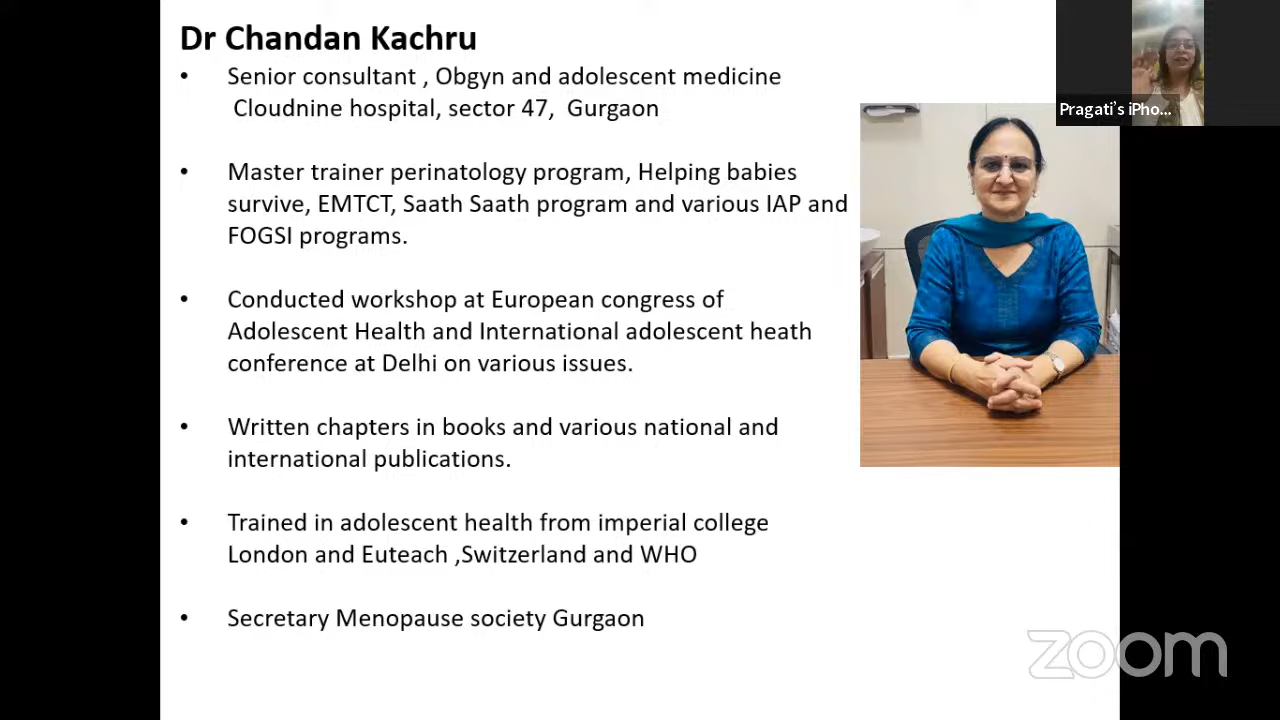 Dr Chandan Kachru
• Senior consultant , Obgyn and adolescent medicine
Cloudnine hospital, sector 47, Gurgaon
• Master trainer perinatology program, Helping babies
survive, EMTCT, Saath Saath program and various IAP and
FOGSI programs.
• Conducted workshop at European congress of
Adolescent Health and International adolescent heath
conference at Delhi on various issues.
• Written chapters in books and various national and
international publications.
• Trained in adolescent health from imperial college
London and Euteach ,Switzerland and WHO
• Secretary Menopause society Gurgaon
Pragati’s iPho...
zoom